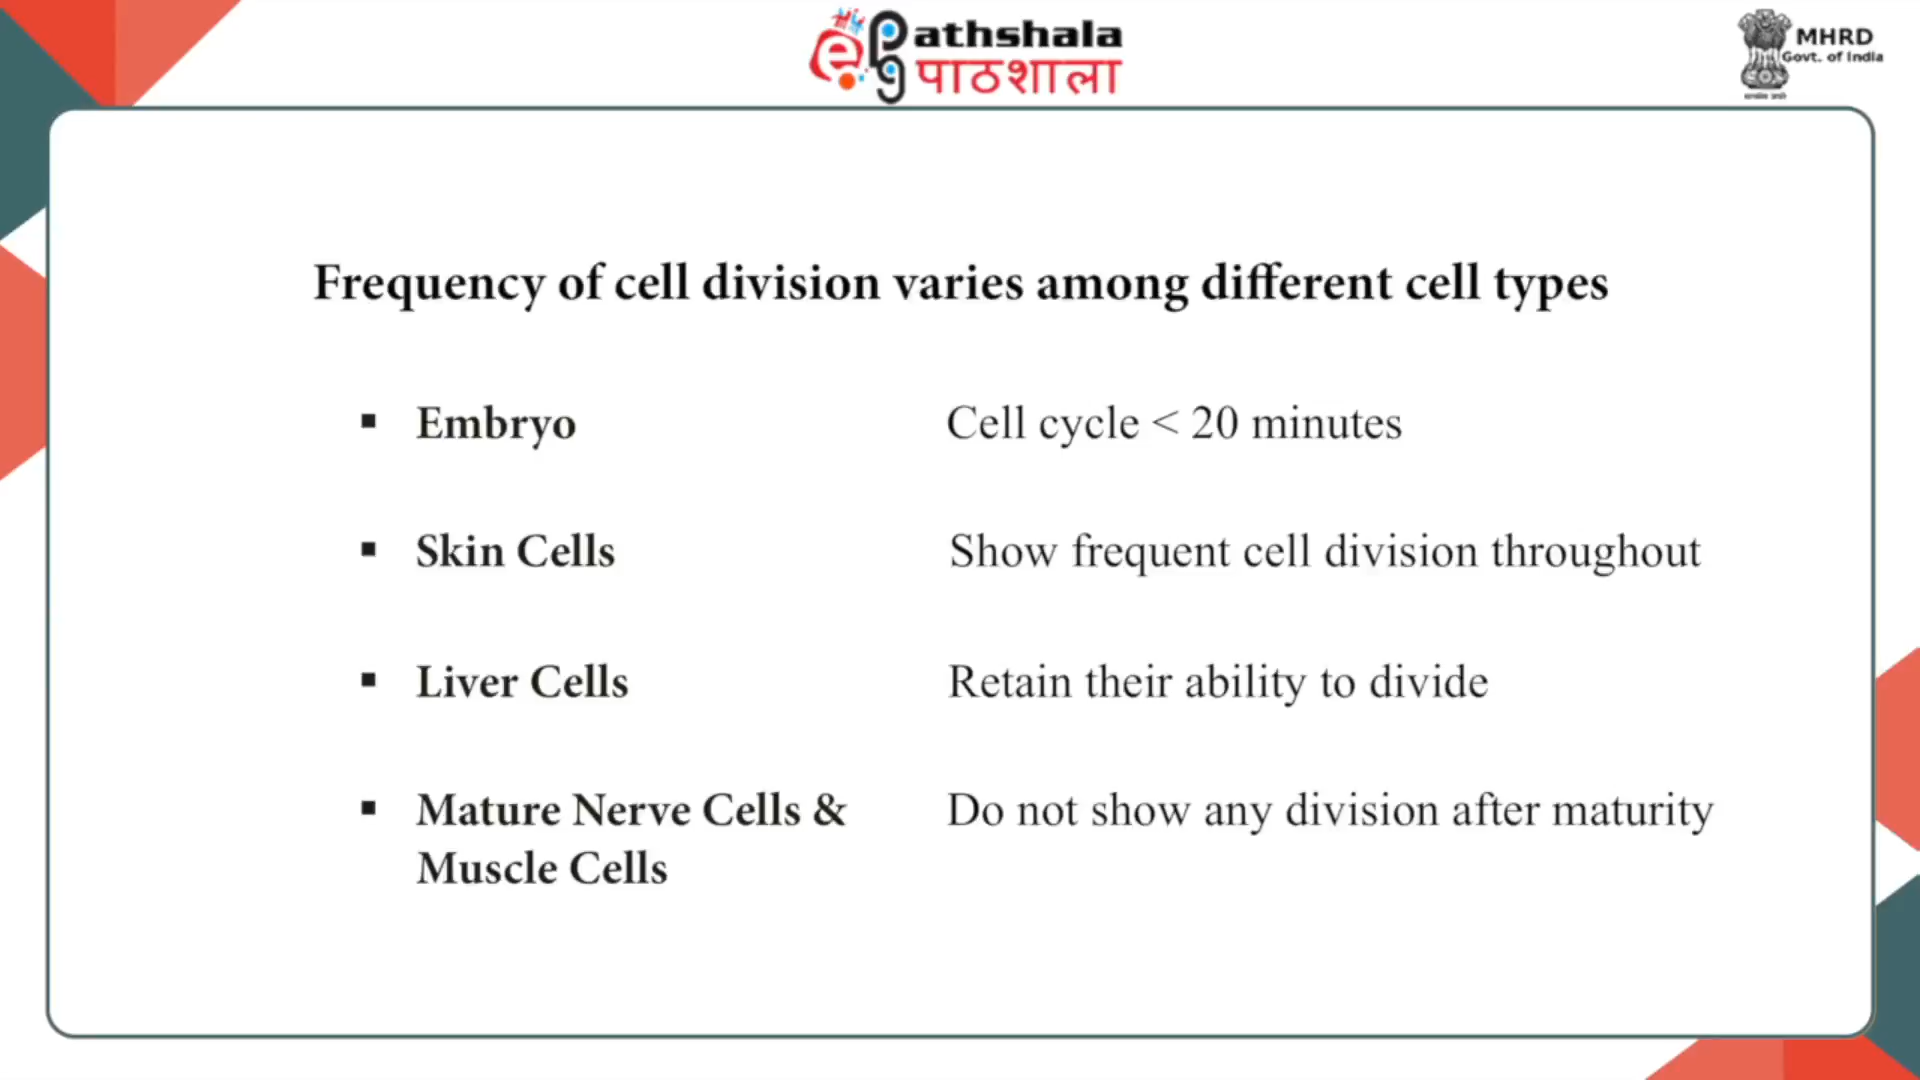 ePGpathshala
पाठशाला
MHRD
Govt. of India
Frequency of cell division varies among different cell types
▪ Embryo Cell cycle < 20 minutes
▪ Skin Cells Show frequent cell division throughout
▪ Liver Cells Retain their ability to divide
▪ Mature Nerve Cells & Do not show any division after maturity
Muscle Cells